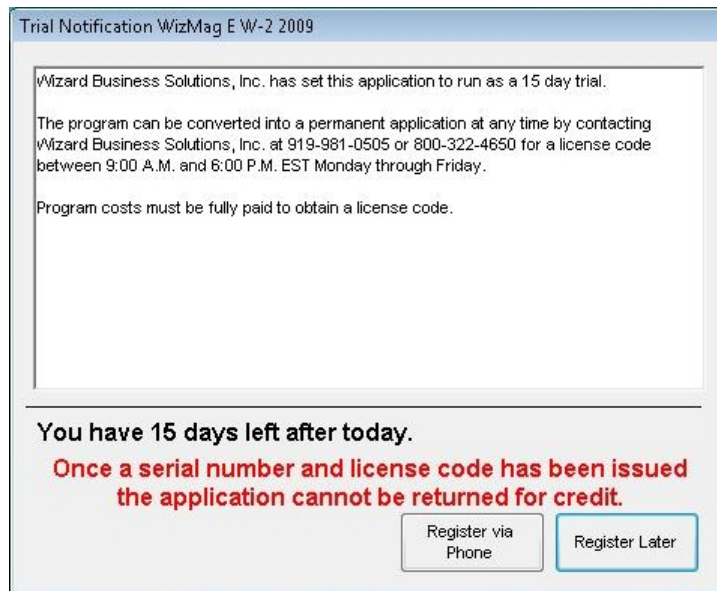 Trial Notification WizMag E W-2 2009
Wizard Business Solutions, Inc. has set this application to run as a 15 day trial.
The program can be converted into a permanent application at any time by contacting
Wizard Business Solutions, Inc. at 919-981-0505 or 800-322-4650 for a license code
between 9:00 A.M. and 6:00 P.M. EST Monday through Friday.
Program costs must be fully paid to obtain a license code.
You have 15 days left after today.
Once a serial number and license code has been issued
the application cannot be returned for credit.
Register via
Phone
Register Later